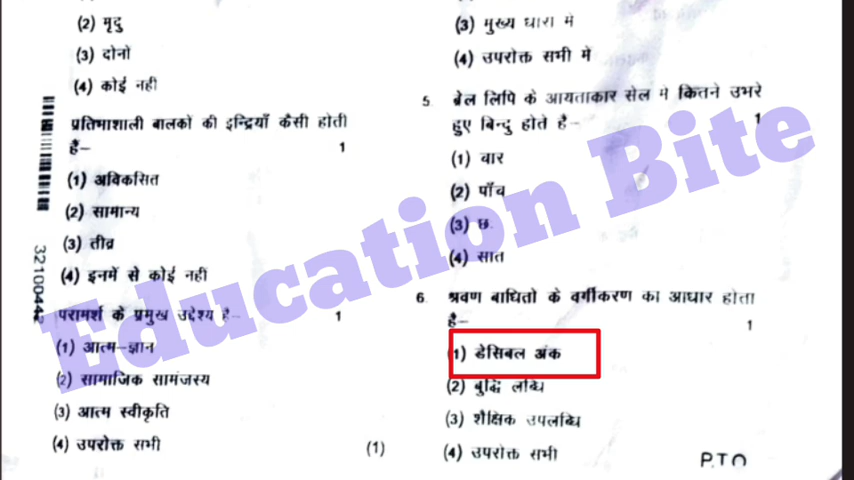 (2) मृदु
(3) दोनों
(4) कोई नहीं
प्रतिभाशाली बालकों की इन्द्रियाँ कैसी होती
हैं– 1
(1) अविकसित
(2) सामान्य
(3) तीव्र
(4) इनमें से कोई नहीं
परामर्श के प्रमुख उद्देश्य है– 1
(1) आत्म–ज्ञान
(2) सामाजिक सामंजस्य
(3) आत्म स्वीकृति
(4) उपरोक्त सभी
3210044
(1)
(3) मुख्य धारा मे
(4) उपरोक्त सभी में
5. ब्रेल लिपि के आयताकार सेल मे कितने उभरे
हुए बिन्दु होते है– 1
(1) चार
(2) पाँच
(3) छः
(4) सात
6. श्रवण बाधितो के वर्गीकरण का आधार होता
है– 1
(1) डेसिबल अंक
(2) बुद्धि लब्धि
(3) शैक्षिक उपलब्धि
(4) उपरोक्त सभी
P.T.O
Education Bite